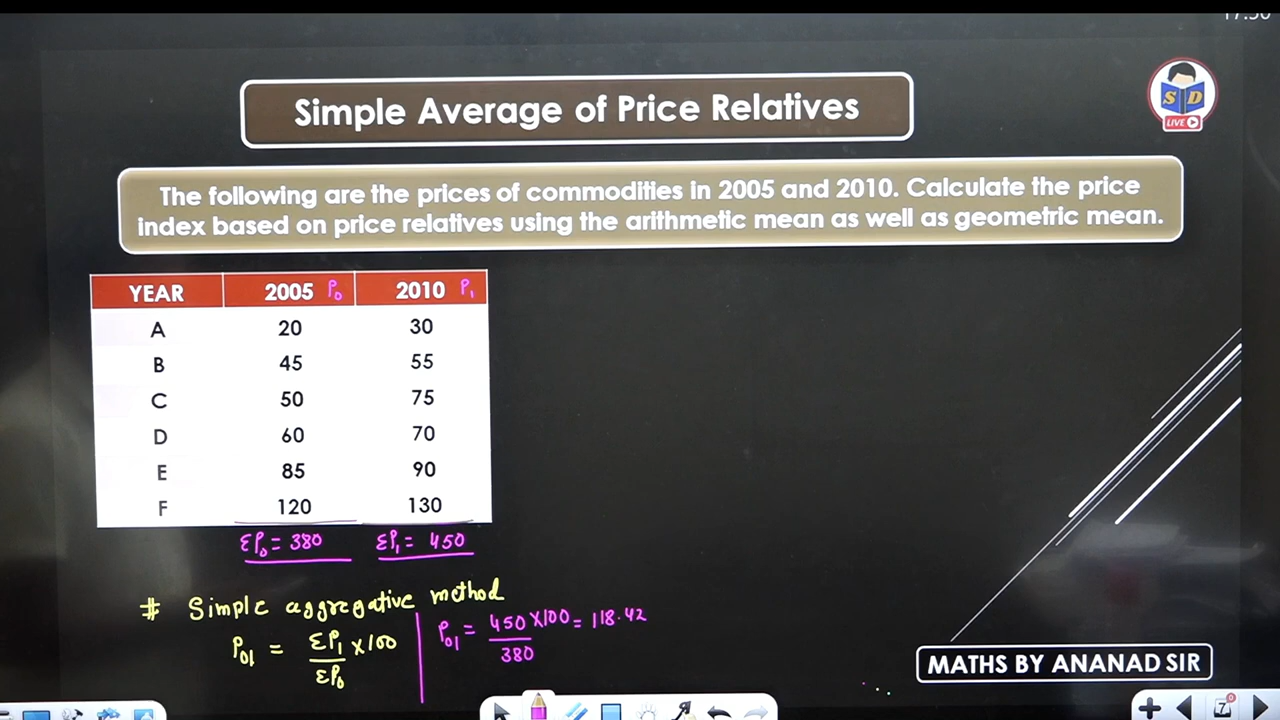 Simple Average of Price Relatives
S D
LIVE
The following are the prices of commodities in 2005 and 2010. Calculate the price
index based on price relatives using the arithmetic mean as well as geometric mean.
YEAR 2005 P₀ 2010 P₁
A 20 30
B 45 55
C 50 75
D 60 70
E 85 90
F 120 130
ΣP₀ = 380 ΣP₁ = 450
# Simple aggregative method
P₀₁ = ΣP₁/ΣP₀ × 100
P₀₁ = 450 × 100/380 = 118.42
MATHS BY ANANAD SIR